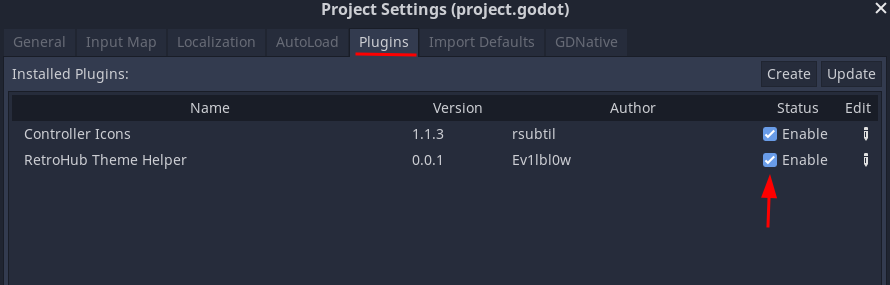 Project Settings (project.godot)
General Input Map Localization AutoLoad Plugins Import Defaults GDNative
Installed Plugins: Create Update
Name Version Author Status Edit
Controller Icons 1.1.3 rsubtil Enable
RetroHub Theme Helper 0.0.1 Ev1lbl0w Enable